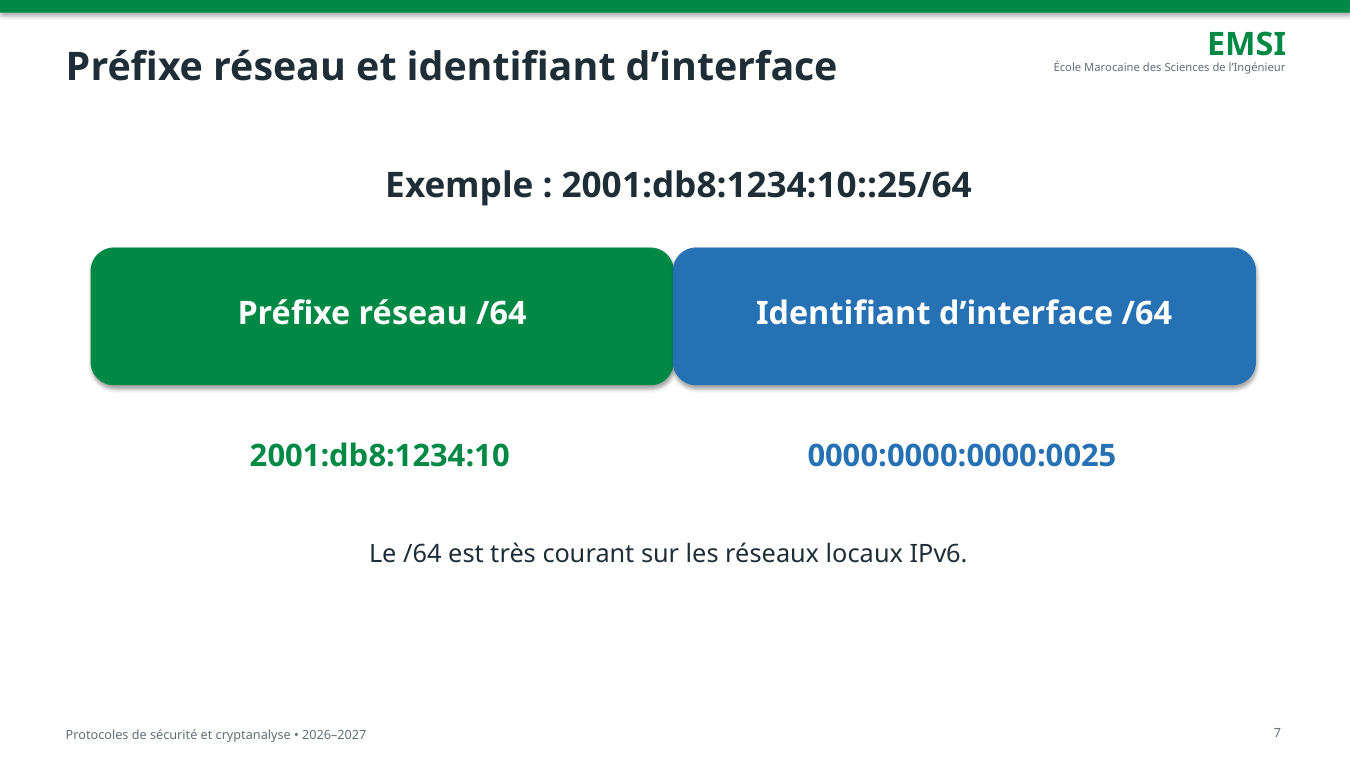 Préfixe réseau et identifiant d’interface
EMSI
École Marocaine des Sciences de l’Ingénieur
Exemple : 2001:db8:1234:10::25/64
Préfixe réseau /64
Identifiant d’interface /64
2001:db8:1234:10
0000:0000:0000:0025
Le /64 est très courant sur les réseaux locaux IPv6.
Protocoles de sécurité et cryptanalyse • 2026–2027
7